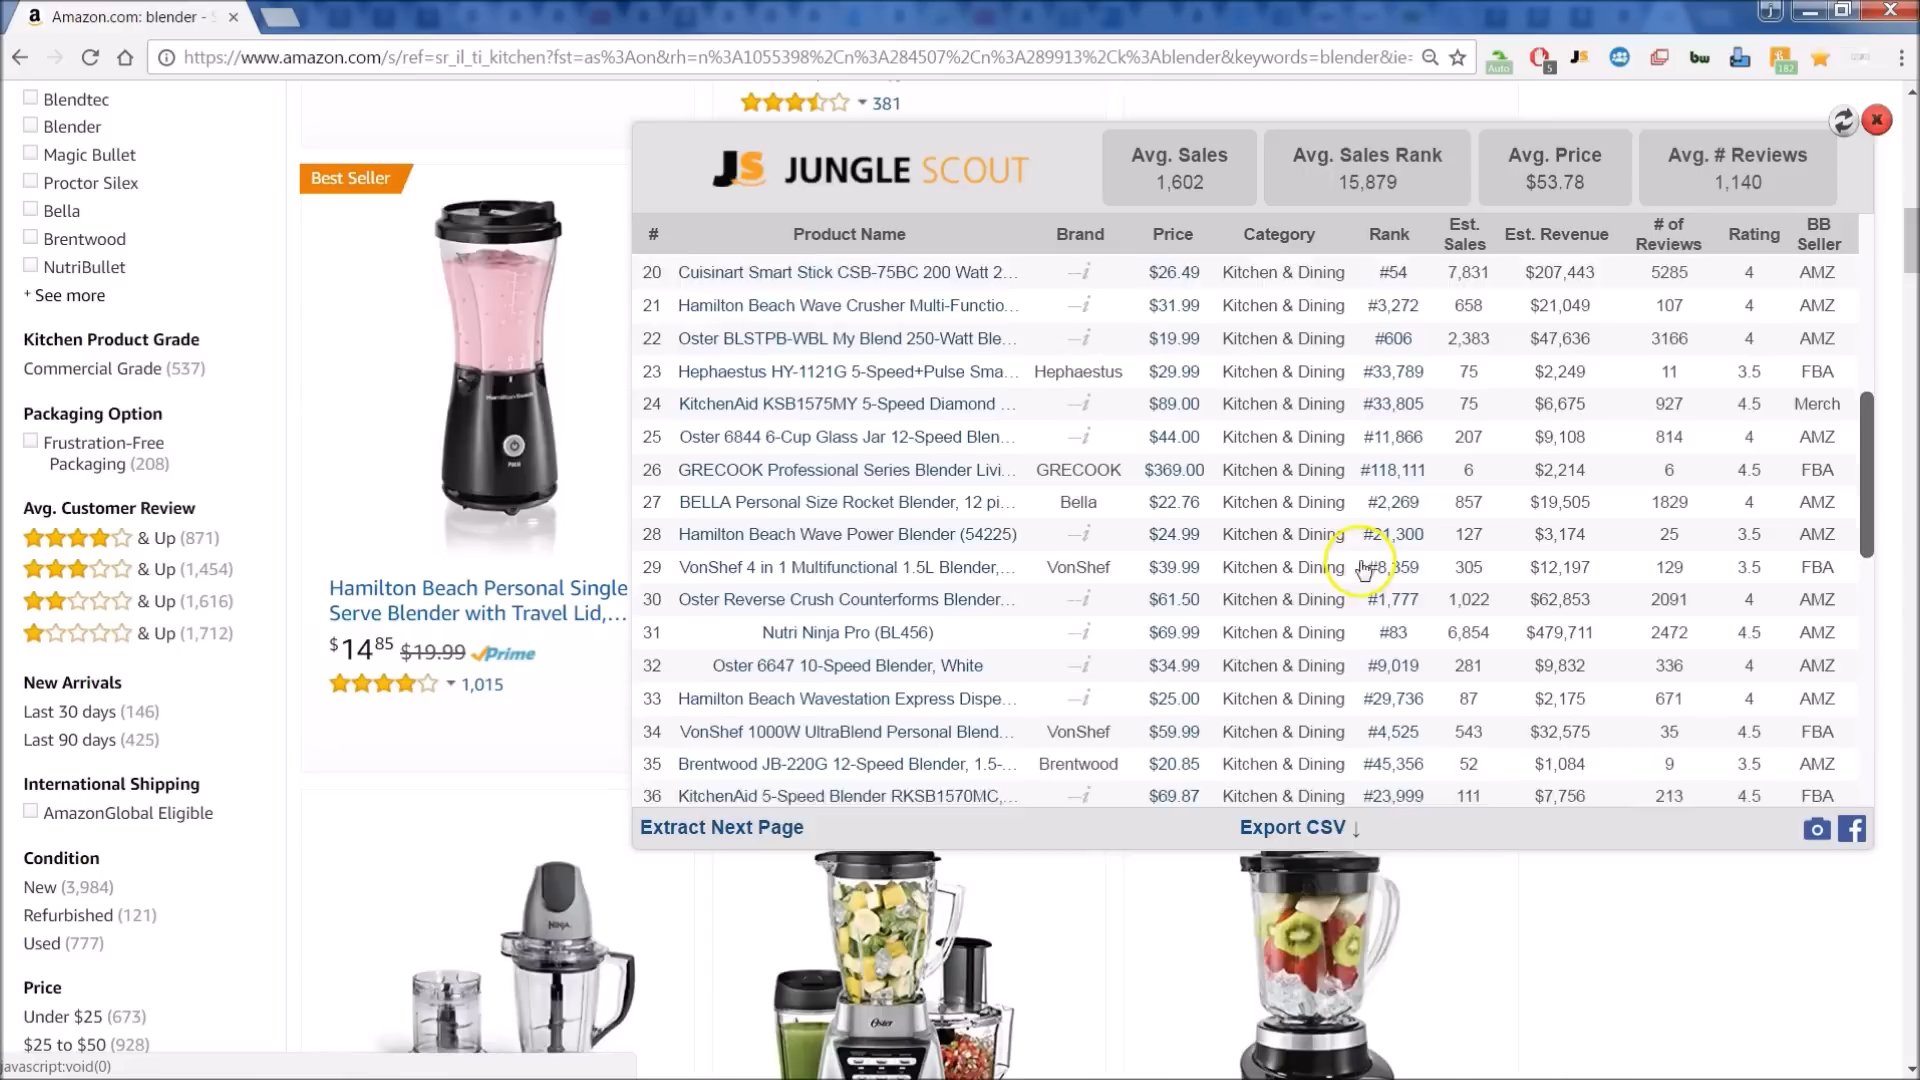 Amazon.com: blender -
https://www.amazon.com/s/ref=sr_il_ti_kitchen?fst=as%3Aon&rh=n%3A1055398%2Cn%3A284507%2Cn%3A289913%2Ck%3Ablender&keywords=blender&ie=
Auto
5
182
Blendtec
Blender
Magic Bullet
Proctor Silex
Bella
Brentwood
NutriBullet
+ See more
Kitchen Product Grade
Commercial Grade (537)
Packaging Option
Frustration-Free
Packaging (208)
Avg. Customer Review
& Up (871)
& Up (1,454)
& Up (1,616)
& Up (1,712)
New Arrivals
Last 30 days (146)
Last 90 days (425)
International Shipping
AmazonGlobal Eligible
Condition
New (3,984)
Refurbished (121)
Used (777)
Price
Under $25 (673)
$25 to $50 (928)
javascript:void(0)
381
Best Seller
Hamilton Beach
Hamilton Beach Personal Single
Serve Blender with Travel Lid,...
$14 85 $19.99 Prime
1,015
NINJA
Oster
JS JUNGLE SCOUT
Avg. Sales
1,602
Avg. Sales Rank
15,879
Avg. Price
$53.78
Avg. # Reviews
1,140
# Product Name Brand Price Category Rank Est. Sales Est. Revenue # of Reviews Rating BB Seller
20 Cuisinart Smart Stick CSB-75BC 200 Watt 2... $26.49 Kitchen & Dining #54 7,831 $207,443 5285 4 AMZ
21 Hamilton Beach Wave Crusher Multi-Functio... $31.99 Kitchen & Dining #3,272 658 $21,049 107 4 AMZ
22 Oster BLSTPB-WBL My Blend 250-Watt Ble... $19.99 Kitchen & Dining #606 2,383 $47,636 3166 4 AMZ
23 Hephaestus HY-1121G 5-Speed+Pulse Sma... Hephaestus $29.99 Kitchen & Dining #33,789 75 $2,249 11 3.5 FBA
24 KitchenAid KSB1575MY 5-Speed Diamond ... $89.00 Kitchen & Dining #33,805 75 $6,675 927 4.5 Merch
25 Oster 6844 6-Cup Glass Jar 12-Speed Blen... $44.00 Kitchen & Dining #11,866 207 $9,108 814 4 AMZ
26 GRECOOK Professional Series Blender Livi... GRECOOK $369.00 Kitchen & Dining #118,111 6 $2,214 6 4.5 FBA
27 BELLA Personal Size Rocket Blender, 12 pi... Bella $22.76 Kitchen & Dining #2,269 857 $19,505 1829 4 AMZ
28 Hamilton Beach Wave Power Blender (54225) $24.99 Kitchen & Dining #21,300 127 $3,174 25 3.5 AMZ
29 VonShef 4 in 1 Multifunctional 1.5L Blender,... VonShef $39.99 Kitchen & Dining #8,359 305 $12,197 129 3.5 FBA
30 Oster Reverse Crush Counterforms Blender... $61.50 Kitchen & Dining #1,777 1,022 $62,853 2091 4 AMZ
31 Nutri Ninja Pro (BL456) $69.99 Kitchen & Dining #83 6,854 $479,711 2472 4.5 AMZ
32 Oster 6647 10-Speed Blender, White $34.99 Kitchen & Dining #9,019 281 $9,832 336 4 AMZ
33 Hamilton Beach Wavestation Express Dispe... $25.00 Kitchen & Dining #29,736 87 $2,175 671 4 AMZ
34 VonShef 1000W UltraBlend Personal Blend... VonShef $59.99 Kitchen & Dining #4,525 543 $32,575 35 4.5 FBA
35 Brentwood JB-220G 12-Speed Blender, 1.5-... Brentwood $20.85 Kitchen & Dining #45,356 52 $1,084 9 3.5 AMZ
36 KitchenAid 5-Speed Blender RKSB1570MC,... $69.87 Kitchen & Dining #23,999 111 $7,756 213 4.5 FBA
Extract Next Page
Export CSV ↓